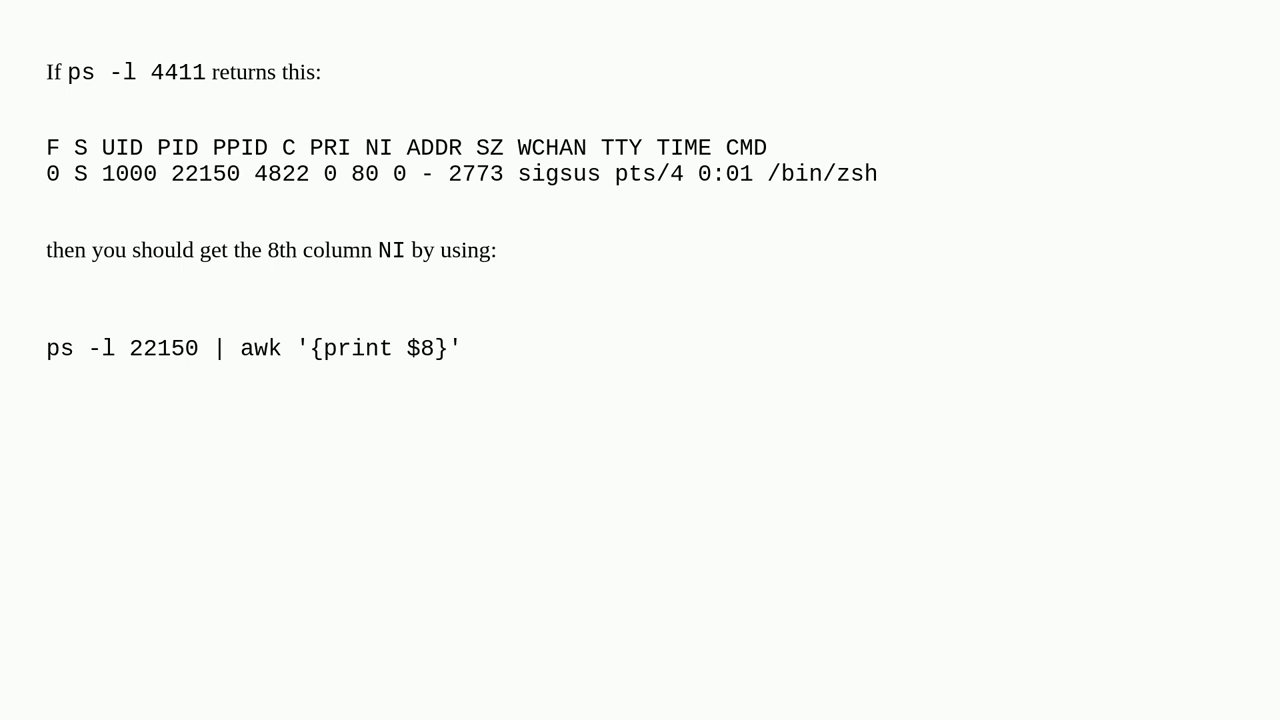 If ps -l 4411 returns this:
F S UID PID PPID C PRI NI ADDR SZ WCHAN TTY TIME CMD
0 S 1000 22150 4822 0 80 0 - 2773 sigsus pts/4 0:01 /bin/zsh
then you should get the 8th column NI by using:
ps -l 22150 | awk '{print $8}'